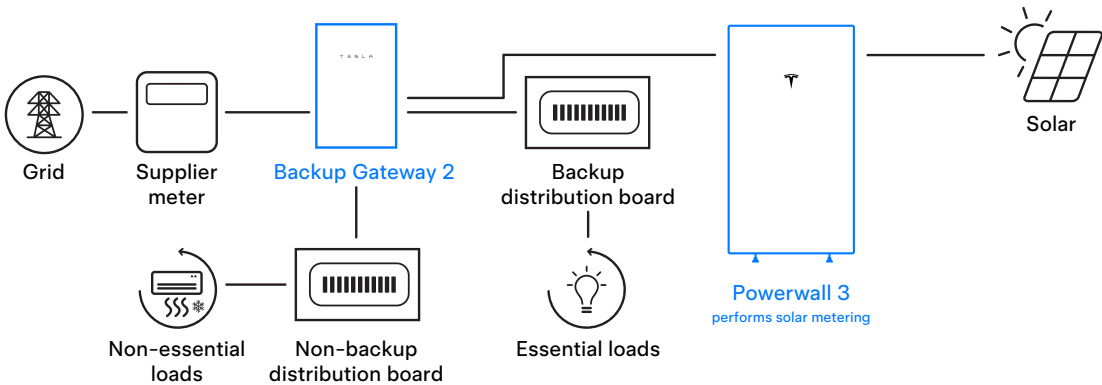 TESLA
Solar
Grid
Supplier
meter
Backup Gateway 2
Backup
distribution board
Powerwall 3
performs solar metering
Non-essential
loads
Non-backup
distribution board
Essential loads